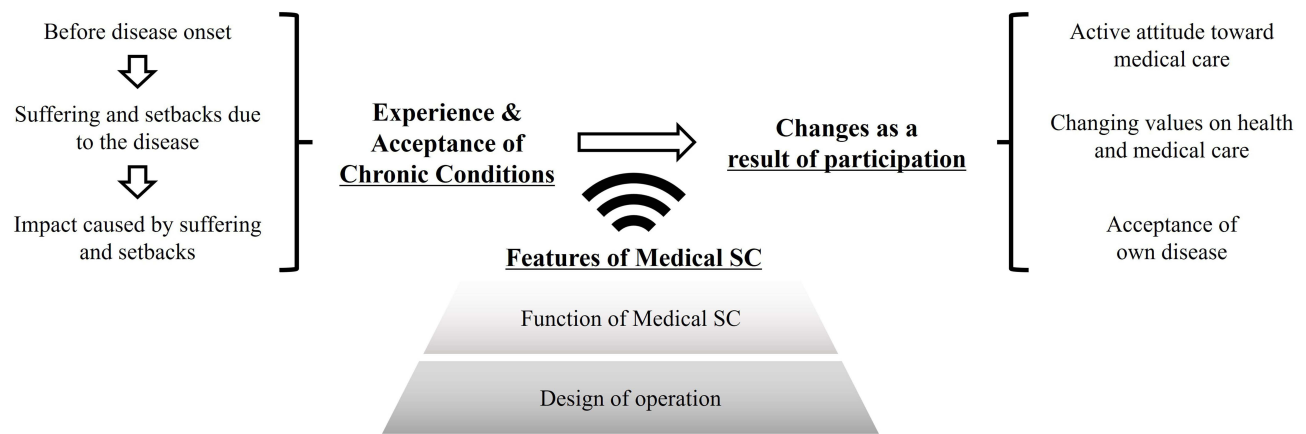 Before disease onset
Suffering and setbacks due
to the disease
Impact caused by suffering
and setbacks
Experience &
Acceptance of
Chronic Conditions
Changes as a
result of participation
Features of Medical SC
Function of Medical SC
Design of operation
Active attitude toward
medical care
Changing values on health
and medical care
Acceptance of
own disease